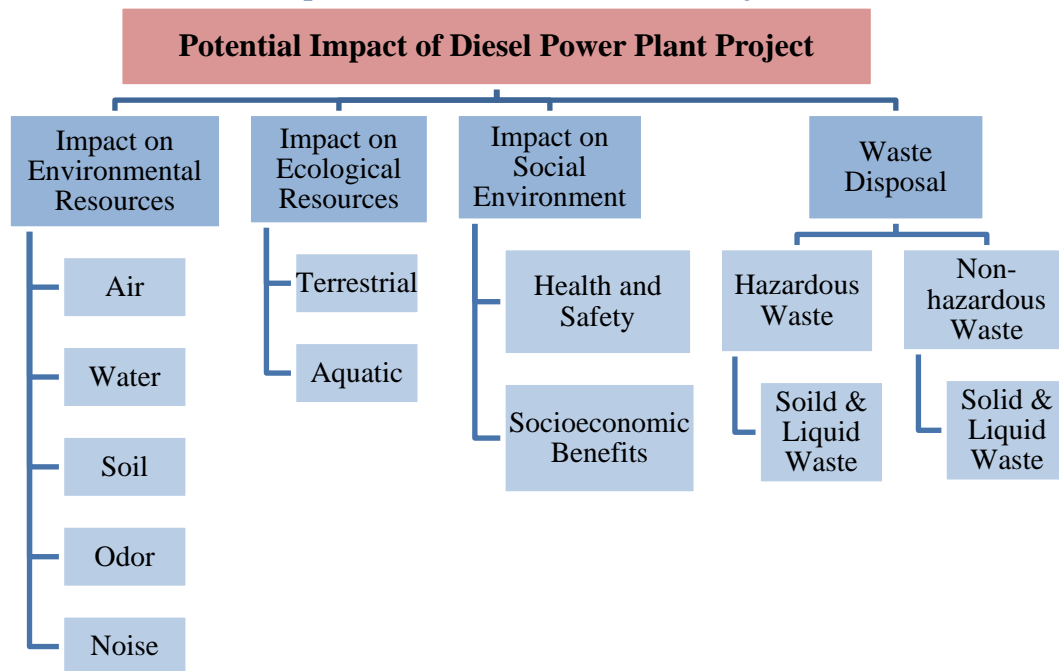 Potential Impact of Diesel Power Plant Project
Impact on
Environmental
Resources
Air
Water
Soil
Odor
Noise
Impact on
Ecological
Resources
Terrestrial
Aquatic
Impact on
Social
Environment
Health and
Safety
Socioeconomic
Benefits
Waste
Disposal
Hazardous
Waste
Soild &
Liquid
Waste
Non-
hazardous
Waste
Solid &
Liquid
Waste